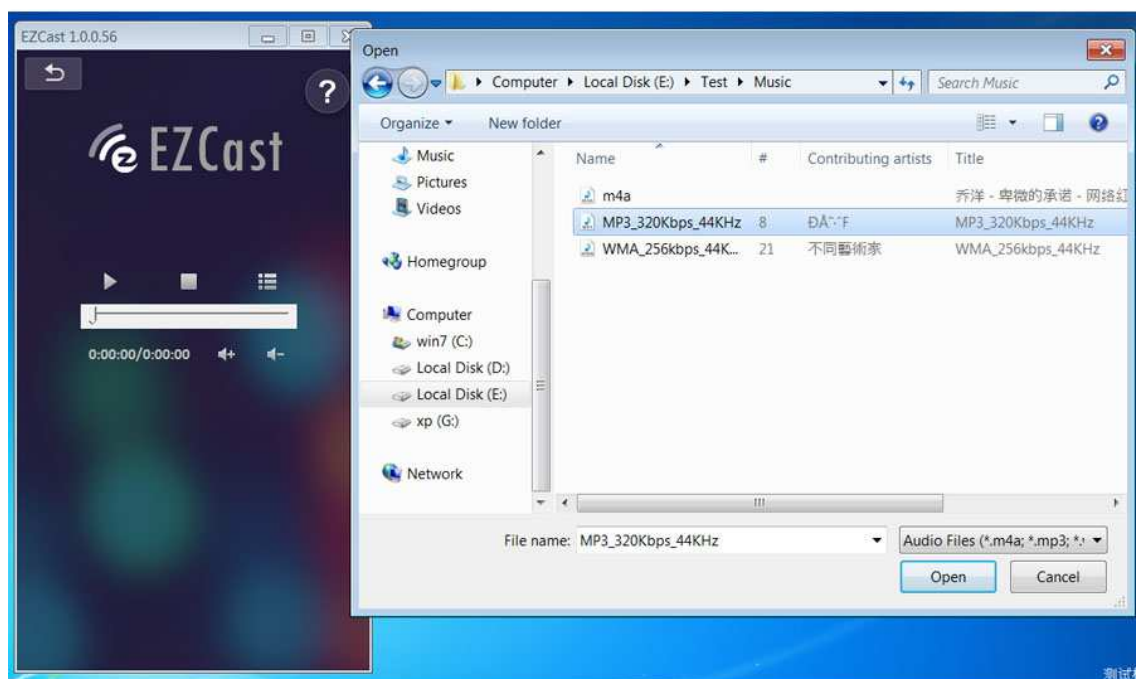 EZCast 1.0.0.56
?
EZCast
0:00:00/0:00:00
Open
Computer Local Disk (E:) Test Music
Search Music
Organize New folder
Music
Pictures
Videos
Homegroup
Computer
win7 (C:)
Local Disk (D:)
Local Disk (E:)
xp (G:)
Network
Name # Contributing artists Title
m4a 乔洋 - 卑微的承诺 - 网络红
MP3_320Kbps_44KHz 8 ÐÅ·´F MP3_320Kbps_44KHz
WMA_256kbps_44K... 21 不同藝術家 WMA_256kbps_44KHz
File name: MP3_320Kbps_44KHz
Audio Files (*.m4a; *.mp3; *.
Open Cancel
测试